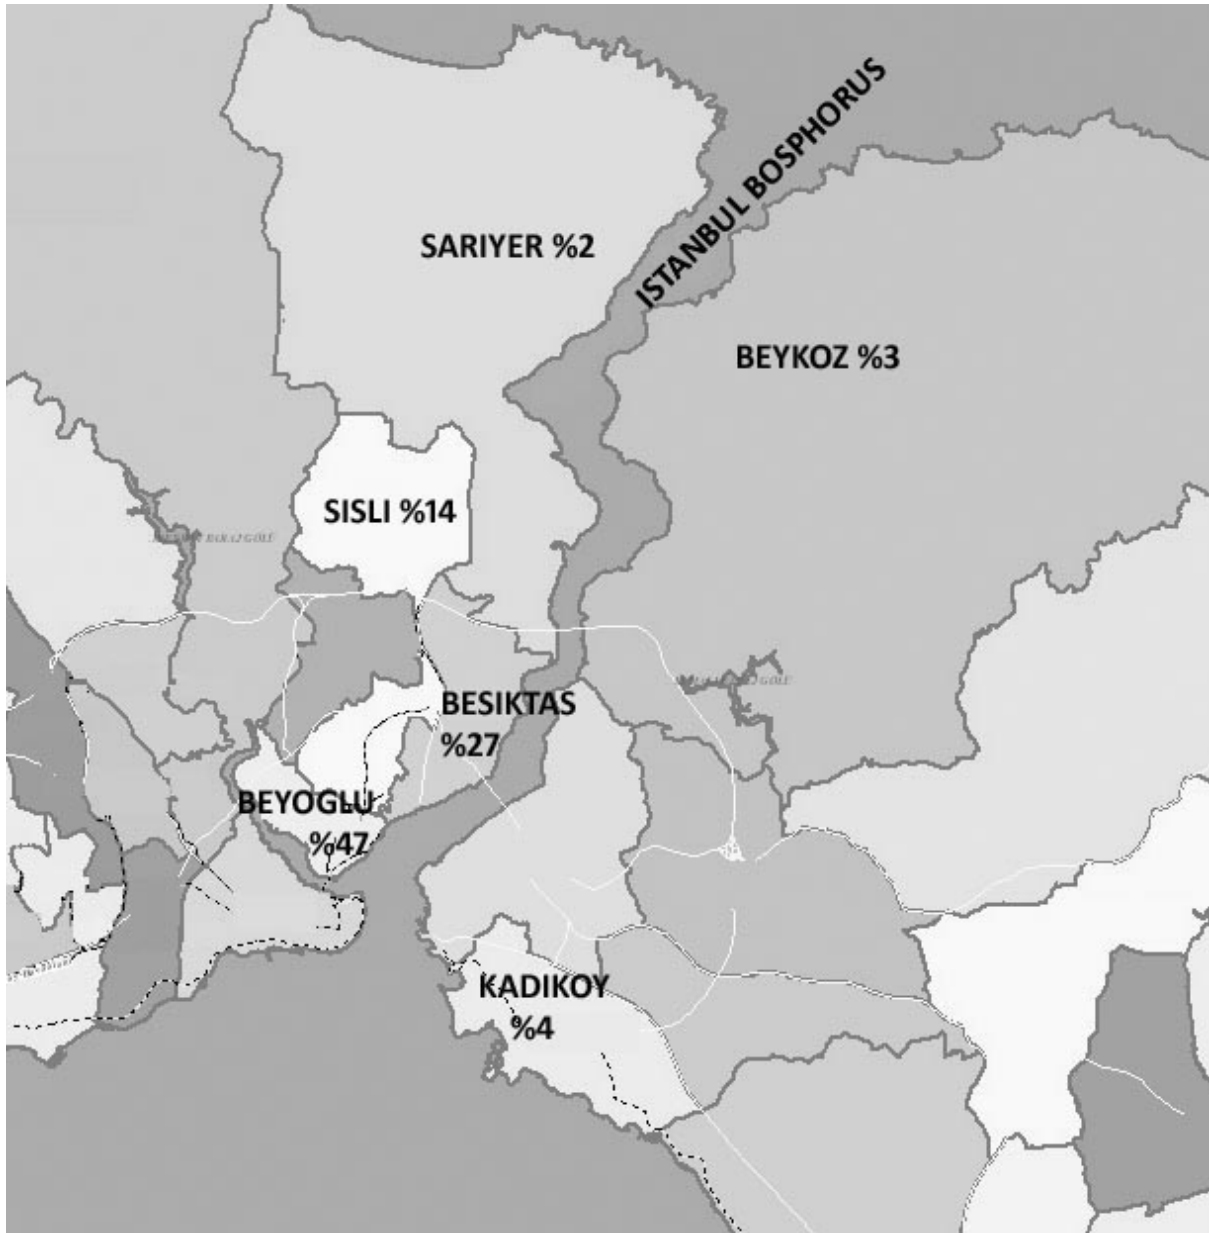 ISTANBUL BOSPHORUS
SARIYER %2
BEYKOZ %3
SISLI %14
BESIKTAS
%27
BEYOGLU
%47
KADIKOY
%4